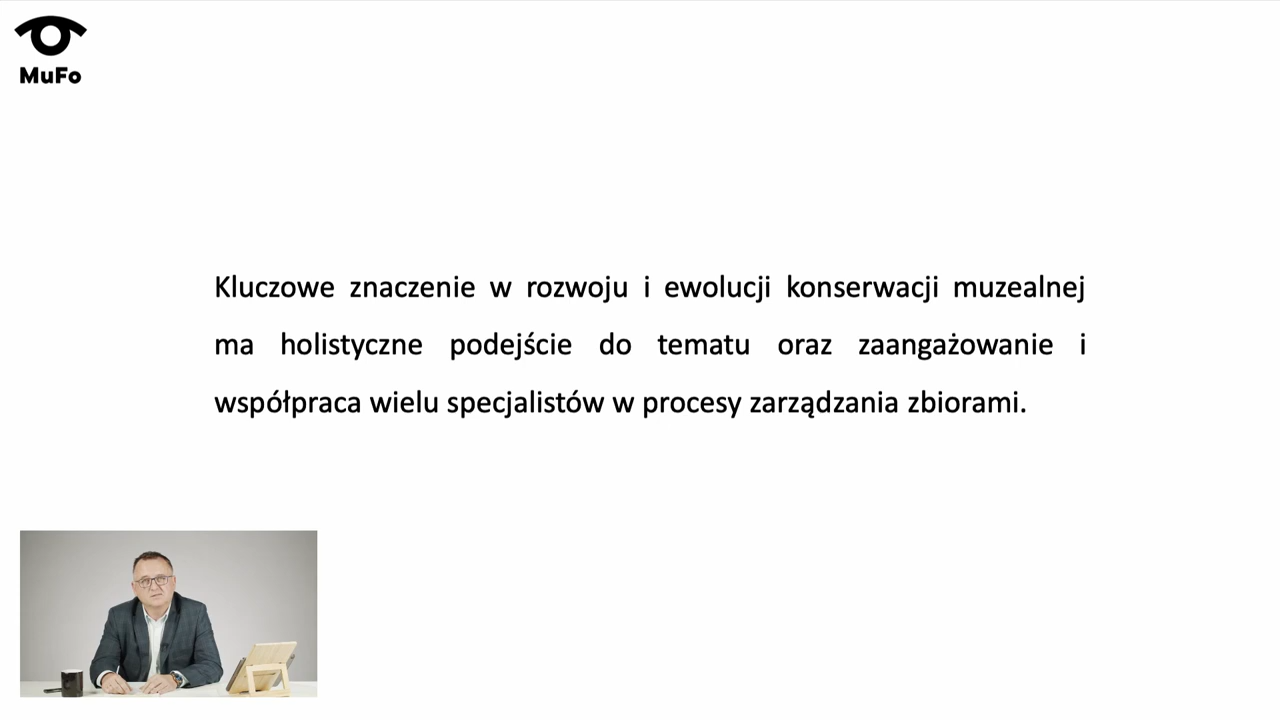 MuFo
Kluczowe znaczenie w rozwoju i ewolucji konserwacji muzealnej
ma holistyczne podejście do tematu oraz zaangażowanie i
współpraca wielu specjalistów w procesy zarządzania zbiorami.